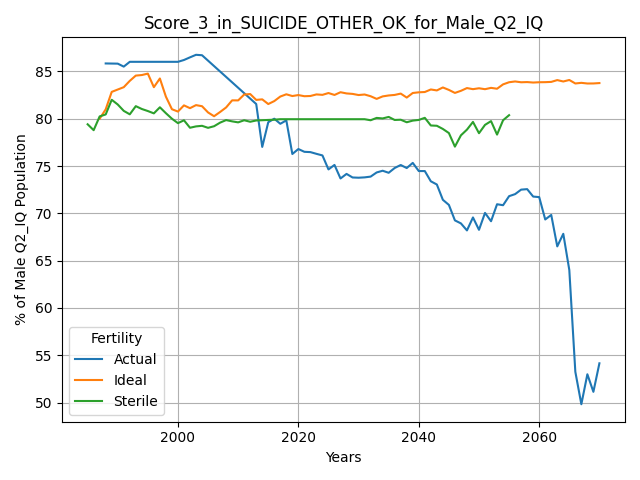 Score_3_in_SUICIDE_OTHER_OK_for_Male_Q2_IQ
% of Male Q2_IQ Population
85
80
75
70
65
60
55
50
Fertility
Actual
Ideal
Sterile
2000 2020 2040 2060
Years